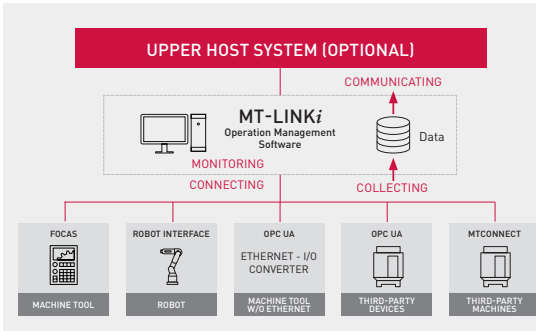 UPPER HOST SYSTEM (OPTIONAL)
COMMUNICATING
MT-LINKi
Operation Management
Software
Data
MONITORING
CONNECTING
COLLECTING
FOCAS
MACHINE TOOL
ROBOT INTERFACE
ROBOT
OPC UA
ETHERNET - I/O
CONVERTER
MACHINE TOOL
W/O ETHERNET
OPC UA
THIRD-PARTY
DEVICES
MTCONNECT
THIRD-PARTY
MACHINES